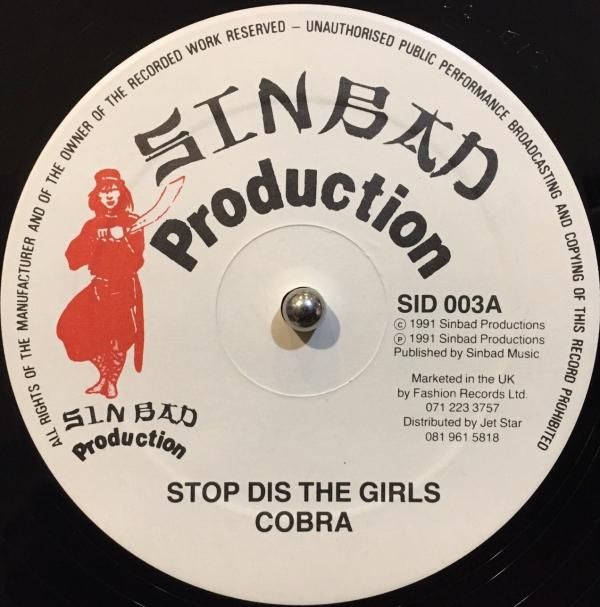 ALL RIGHTS OF THE MANUFACTURER AND OF THE OWNER OF THE RECORDED WORK RESERVED – UNAUTHORISED PUBLIC PERFORMANCE BROADCASTING AND COPYING OF THIS RECORD PROHIBITED
SINBAD
Production
SID 003A
© 1991 Sinbad Productions
℗ 1991 Sinbad Productions
Published by Sinbad Music
Marketed in the UK
by Fashion Records Ltd.
071 223 3757
Distributed by Jet Star
081 961 5818
SINBAD
Production
STOP DIS THE GIRLS
COBRA